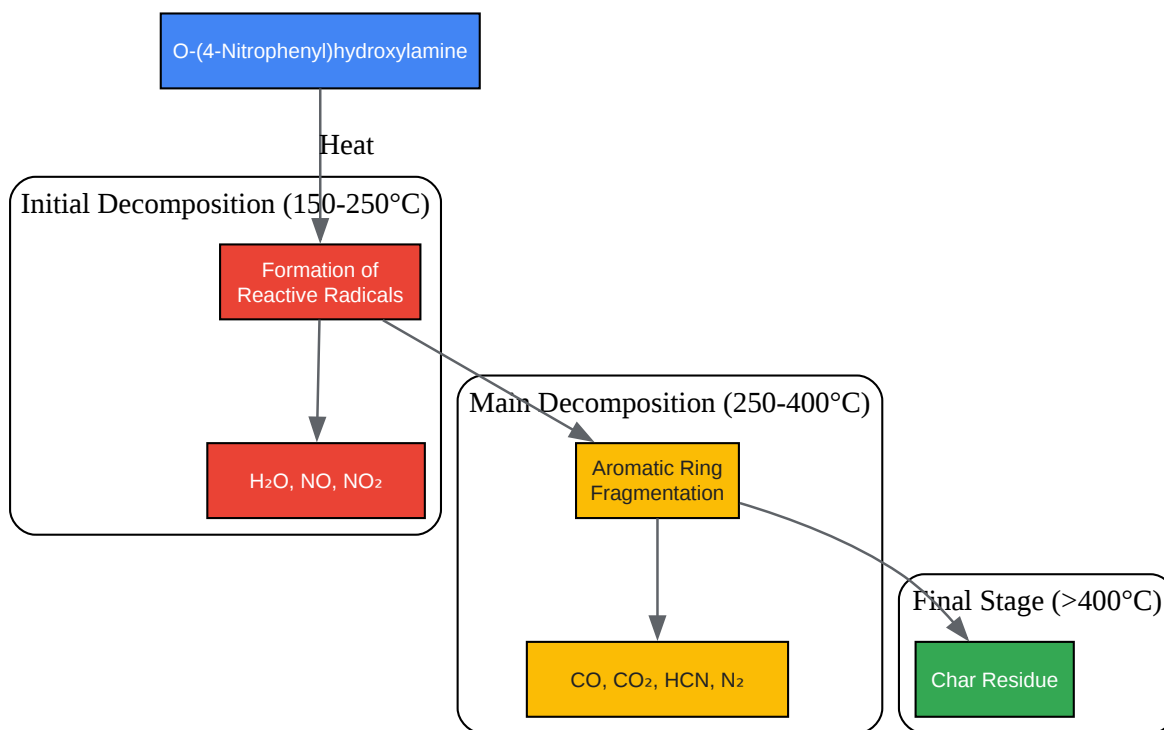 O-(4-Nitrophenyl)hydroxylamine
Heat
Initial Decomposition (150-250°C)
Formation of
Reactive Radicals
H₂O, NO, NO₂
Main Decomposition (250-400°C)
Aromatic Ring
Fragmentation
CO, CO₂, HCN, N₂
Final Stage (>400°C)
Char Residue